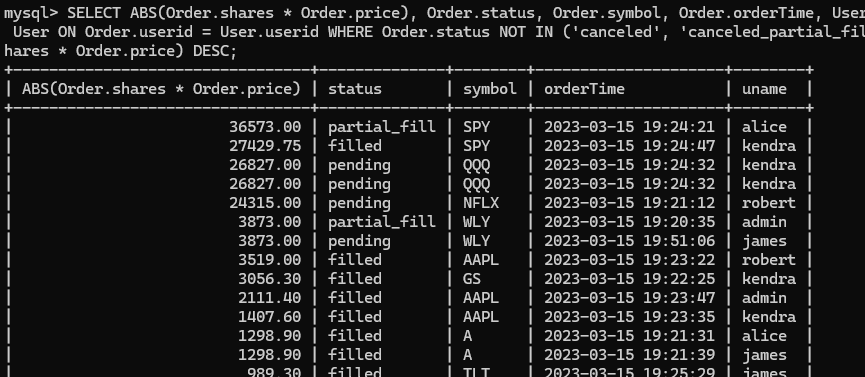 mysql> SELECT ABS(Order.shares * Order.price), Order.status, Order.symbol, Order.orderTime, User
User ON Order.userid = User.userid WHERE Order.status NOT IN ('canceled', 'canceled_partial_fil
hares * Order.price) DESC;
+---------------------------------+--------------+--------+---------------------+--------+
| ABS(Order.shares * Order.price) | status       | symbol | orderTime           | uname  |
+---------------------------------+--------------+--------+---------------------+--------+
|                        36573.00 | partial_fill | SPY    | 2023-03-15 19:24:21 | alice  |
|                        27429.75 | filled       | SPY    | 2023-03-15 19:24:47 | kendra |
|                        26827.00 | pending      | QQQ    | 2023-03-15 19:24:32 | kendra |
|                        26827.00 | pending      | QQQ    | 2023-03-15 19:24:32 | kendra |
|                        24315.00 | pending      | NFLX   | 2023-03-15 19:21:12 | robert |
|                         3873.00 | partial_fill | WLY    | 2023-03-15 19:20:35 | admin  |
|                         3873.00 | pending      | WLY    | 2023-03-15 19:51:06 | james  |
|                         3519.00 | filled       | AAPL   | 2023-03-15 19:23:22 | robert |
|                         3056.30 | filled       | GS     | 2023-03-15 19:22:25 | kendra |
|                         2111.40 | filled       | AAPL   | 2023-03-15 19:23:47 | admin  |
|                         1407.60 | filled       | AAPL   | 2023-03-15 19:23:35 | kendra |
|                         1298.90 | filled       | A      | 2023-03-15 19:21:31 | alice  |
|                         1298.90 | filled       | A      | 2023-03-15 19:21:39 | james  |
|                          989.30 | filled       | TLT    | 2023-03-15 19:25:29 | james  |